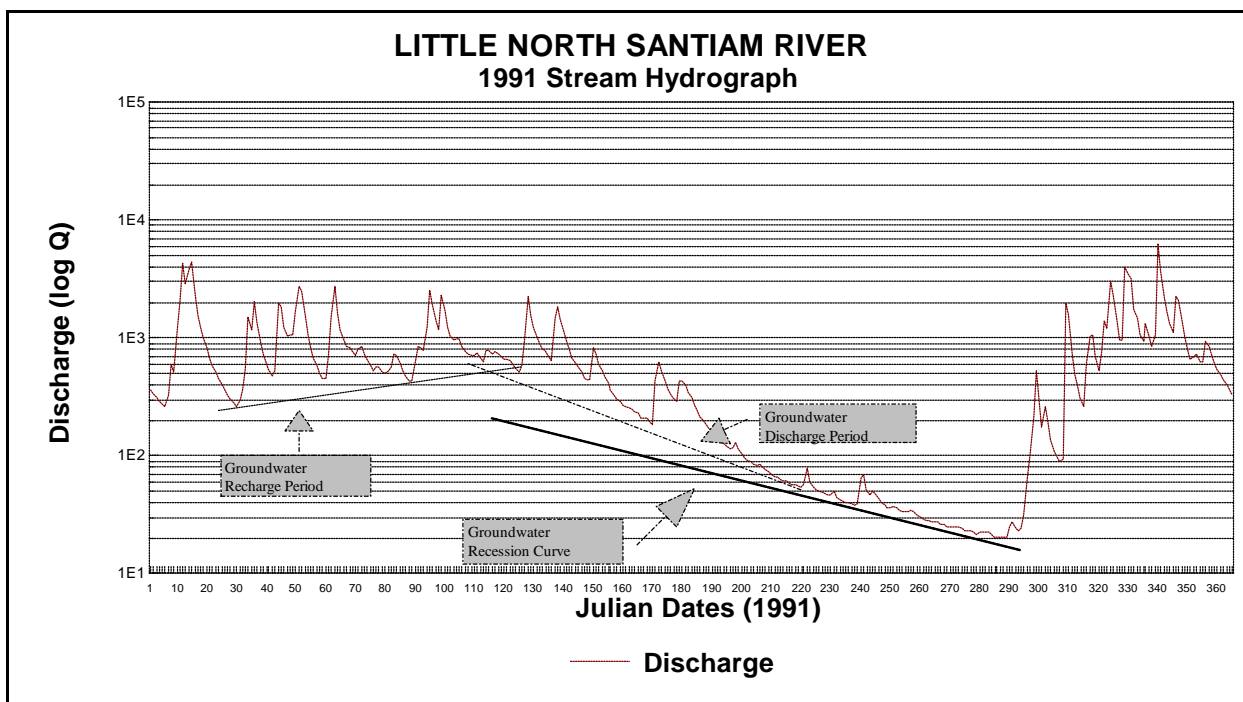 LITTLE NORTH SANTIAM RIVER
1991 Stream Hydrograph
Discharge (log Q)
1E5
1E4
1E3
1E2
1E1
Groundwater
Recharge Period
Groundwater
Discharge Period
Groundwater
Recession Curve
1 10 20 30 40 50 60 70 80 90 100 110 120 130 140 150 160 170 180 190 200 210 220 230 240 250 260 270 280 290 300 310 320 330 340 350 360
Julian Dates (1991)
Discharge